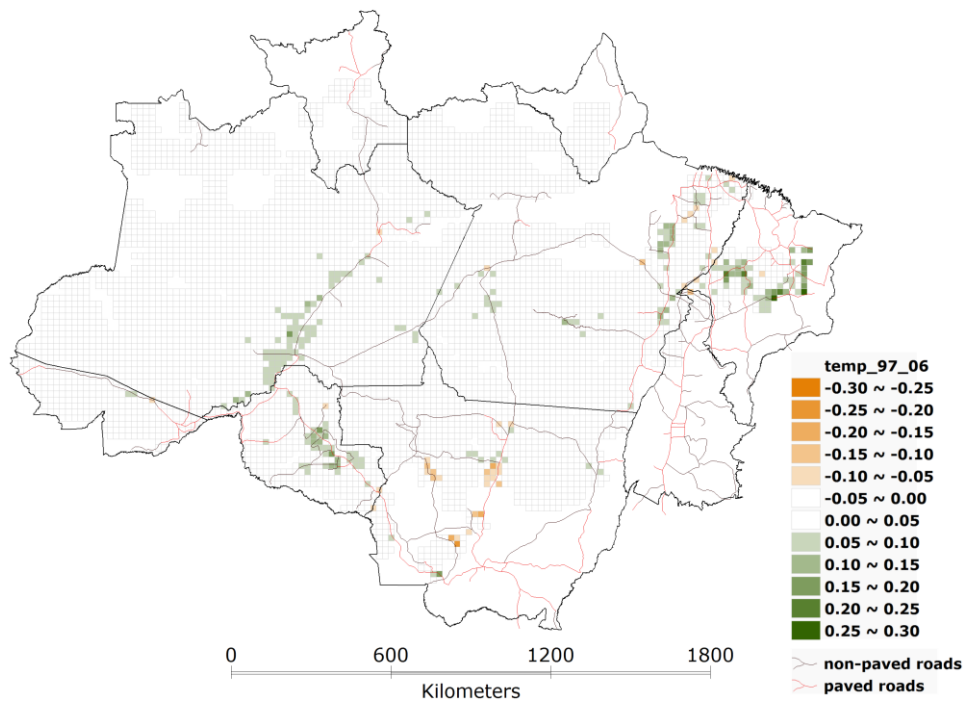 temp_97_06
-0.30 ~ -0.25
-0.25 ~ -0.20
-0.20 ~ -0.15
-0.15 ~ -0.10
-0.10 ~ -0.05
-0.05 ~ 0.00
0.00 ~ 0.05
0.05 ~ 0.10
0.10 ~ 0.15
0.15 ~ 0.20
0.20 ~ 0.25
0.25 ~ 0.30
non-paved roads
paved roads
0 600 1200 1800
Kilometers